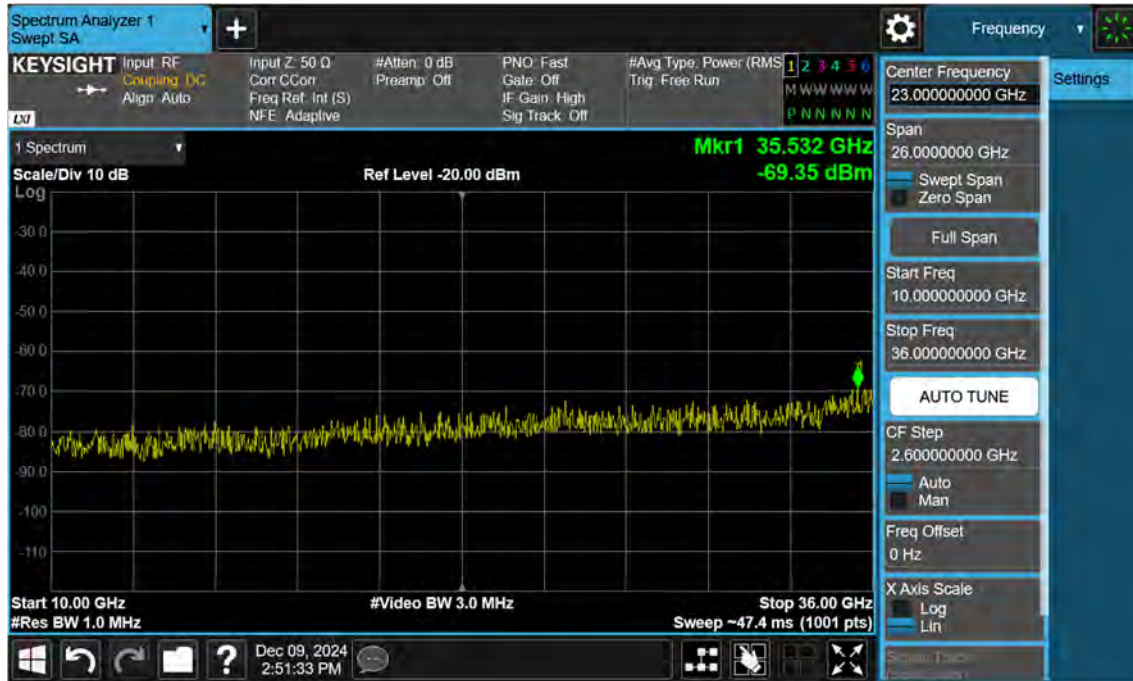 Spectrum Analyzer 1
Swept SA
Frequency
KEYSIGHT
Input: RF
Coupling: DC
Align: Auto
Input Z: 50 Ω
Corr CCorr
Freq Ref: Int (S)
NFE: Adaptive
#Atten: 0 dB
Preamp: Off
PNO: Fast
Gate: Off
IF Gain: High
Sig Track: Off
#Avg Type: Power (RMS
Trig: Free Run
1 2 3 4 5 6
M W W W W W
P N N N N N
LXI
1 Spectrum
Scale/Div 10 dB
Ref Level -20.00 dBm
Mkr1 35.532 GHz
-69.35 dBm
Log
-30.0
-40.0
-50.0
-60.0
-70.0
-80.0
-90.0
-100
-110
Start 10.00 GHz
#Video BW 3.0 MHz
Stop 36.00 GHz
#Res BW 1.0 MHz
Sweep ~47.4 ms (1001 pts)
Dec 09, 2024
2:51:33 PM
Center Frequency
23.000000000 GHz
Settings
Span
26.0000000 GHz
Swept Span
Zero Span
Full Span
Start Freq
10.000000000 GHz
Stop Freq
36.000000000 GHz
AUTO TUNE
CF Step
2.600000000 GHz
Auto
Man
Freq Offset
0 Hz
X Axis Scale
Log
Lin